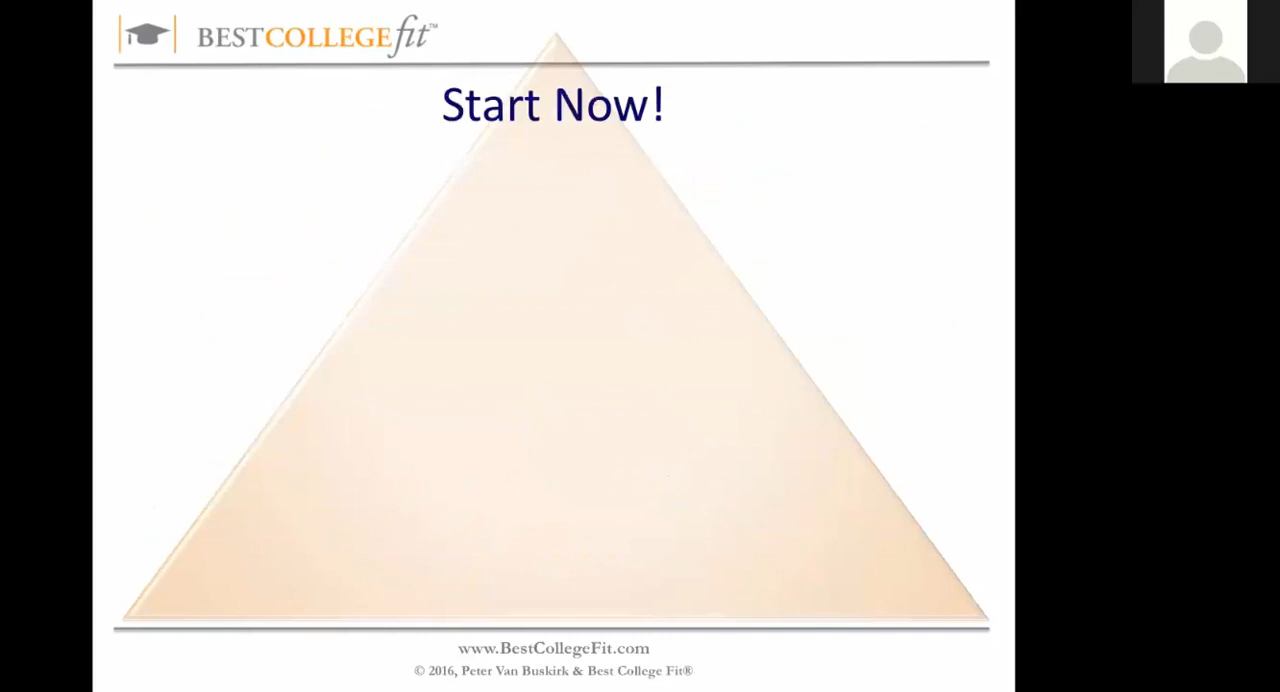 BESTCOLLEGEfit™
Start Now!
www.BestCollegeFit.com
© 2016, Peter Van Buskirk & Best College Fit®